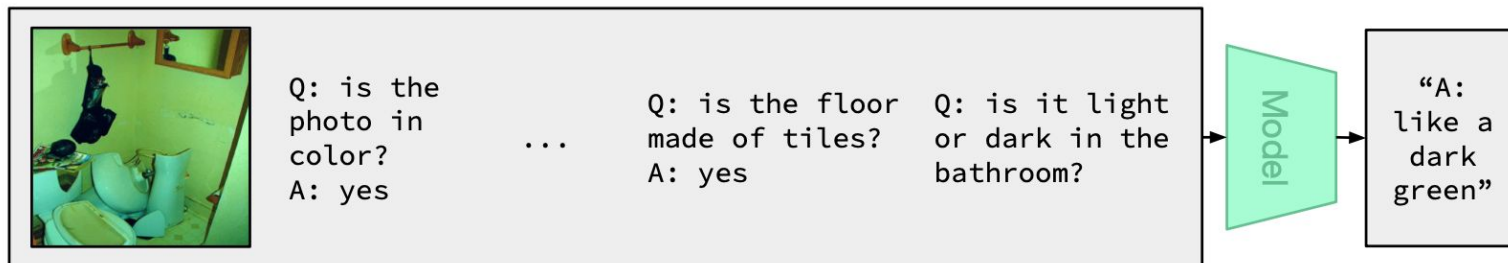 Q: is the
photo in
color?
A: yes
...
Q: is the floor
made of tiles?
A: yes
Q: is it light
or dark in the
bathroom?
Model
“A:
like a
dark
green”